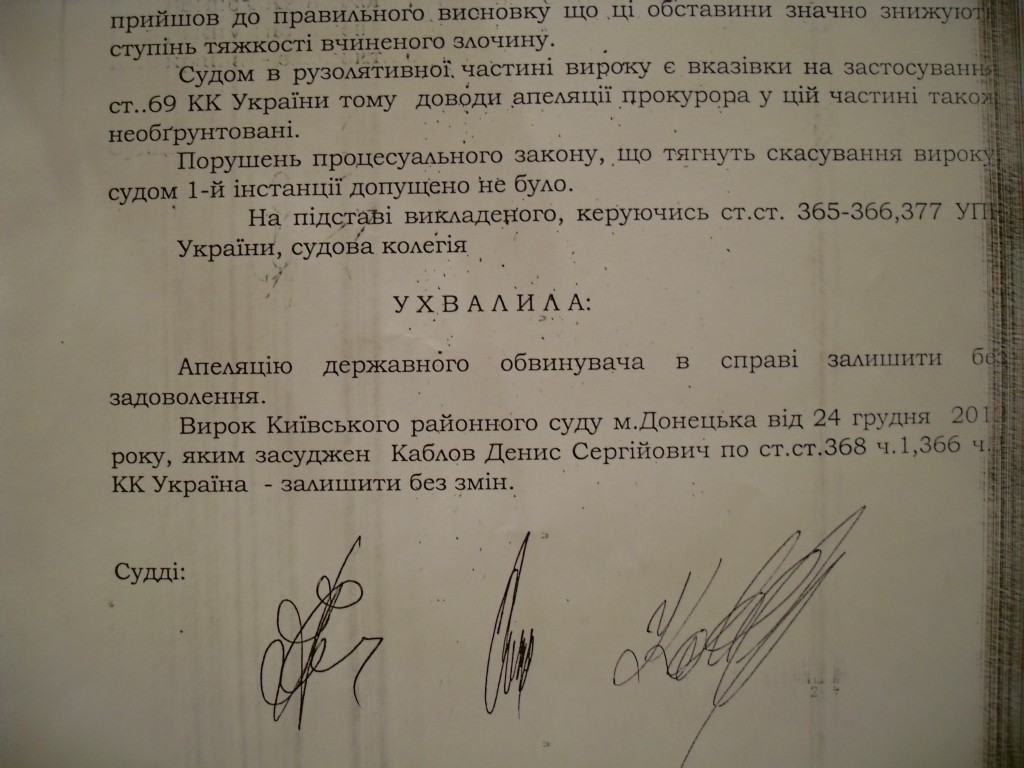 прийшов до правильного висновку що ці обставини значно знижують
ступінь тяжкості вчиненого злочину.
Судом в рузолятивної частині вироку є вказівки на застосування
ст..69 КК України тому доводи апеляції прокурора у цій частині також
необґрунтовані.
Порушень процесуального закону, що тягнуть скасування вироку
судом 1-й інстанції допущено не було.
На підставі викладеного, керуючись ст.ст. 365-366,377 УПК
України, судова колегія
У Х В А Л И Л А:
Апеляцію державного обвинувача в справі залишити без
задоволення.
Вирок Київського районного суду м.Донецька від 24 грудня
року, яким засуджен Каблов Денис Сергійович по ст.ст.368 ч.1,366 ч.
КК Україна - залишити без змін.
Судді: